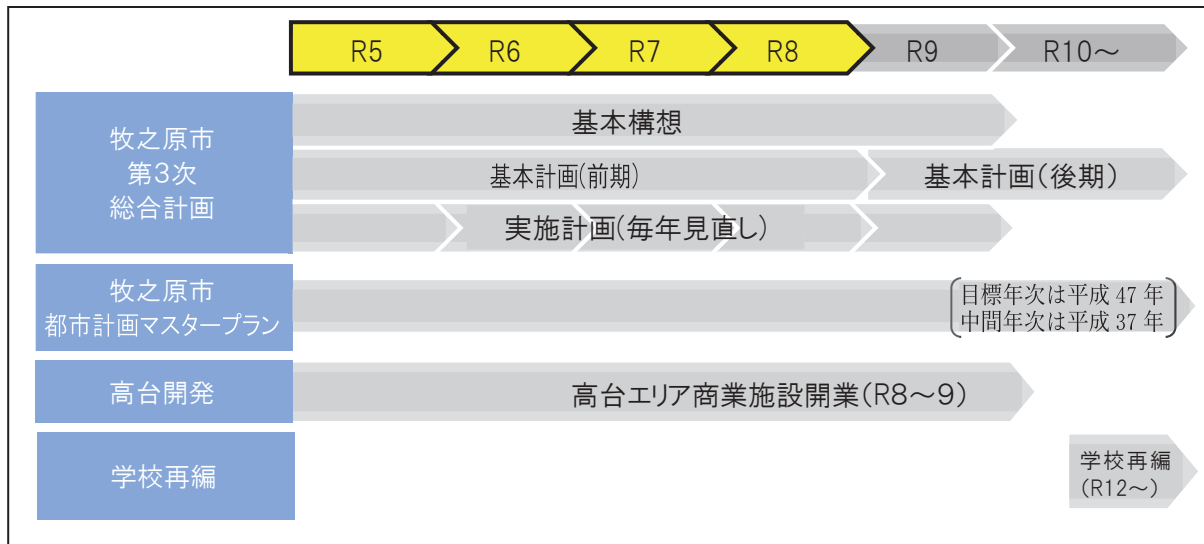 R5 R6 R7 R8 R9 R10～
牧之原市
第3次
総合計画
基本構想
基本計画(前期) 基本計画(後期)
実施計画(毎年見直し)
牧之原市
都市計画マスタープラン
目標年次は平成 47 年
中間年次は平成 37 年
高台開発
高台エリア商業施設開業(R8～9)
学校再編
学校再編
(R12～)